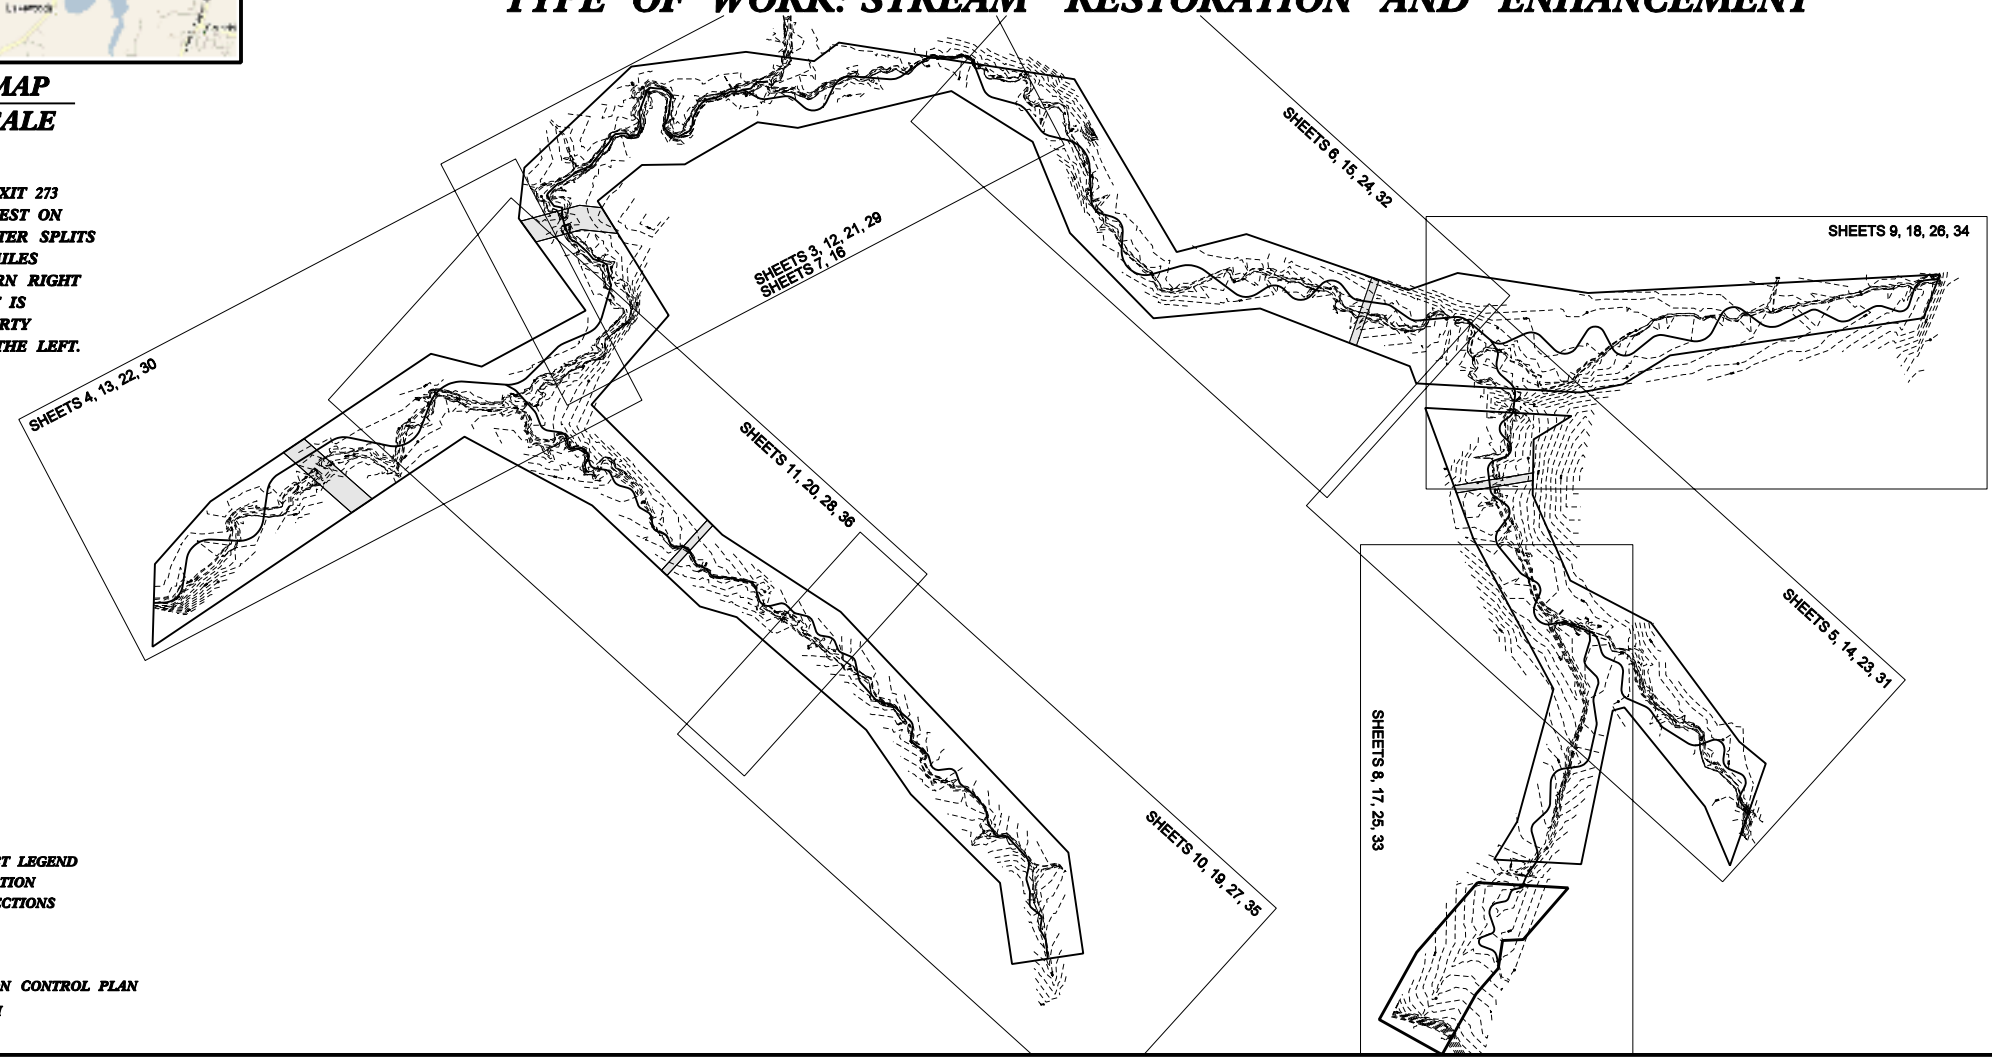 TYPE OF WORK: STREAM RESTORATION AND ENHANCEMENT
MAP
XIT 273
EST ON
TER SPLITS
RN RIGHT
IS
THE LEFT.
SHEETS 6, 15, 24, 32
SHEETS 9, 18, 26, 34
SHEETS 3, 12, 21, 29
SHEETS 7, 16
SHEETS 4, 13, 22, 30
SHEETS 11, 20, 28, 36
SHEETS 5, 14, 23, 31
SHEETS 8, 17, 25, 33
SHEETS 10, 19, 27, 35
T LEGEND
TION
ECTIONS
N CONTROL PLAN